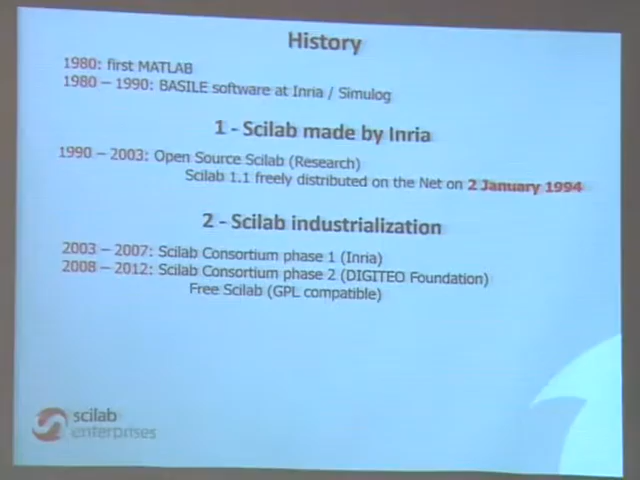 History
1980: first MATLAB
1980 – 1990: BASILE software at Inria / Simulog
1 - Scilab made by Inria
1990 – 2003: Open Source Scilab (Research)
Scilab 1.1 freely distributed on the Net on 2 January 1994
2 - Scilab industrialization
2003 – 2007: Scilab Consortium phase 1 (Inria)
2008 – 2012: Scilab Consortium phase 2 (DIGITEO Foundation)
Free Scilab (GPL compatible)
scilab
enterprises